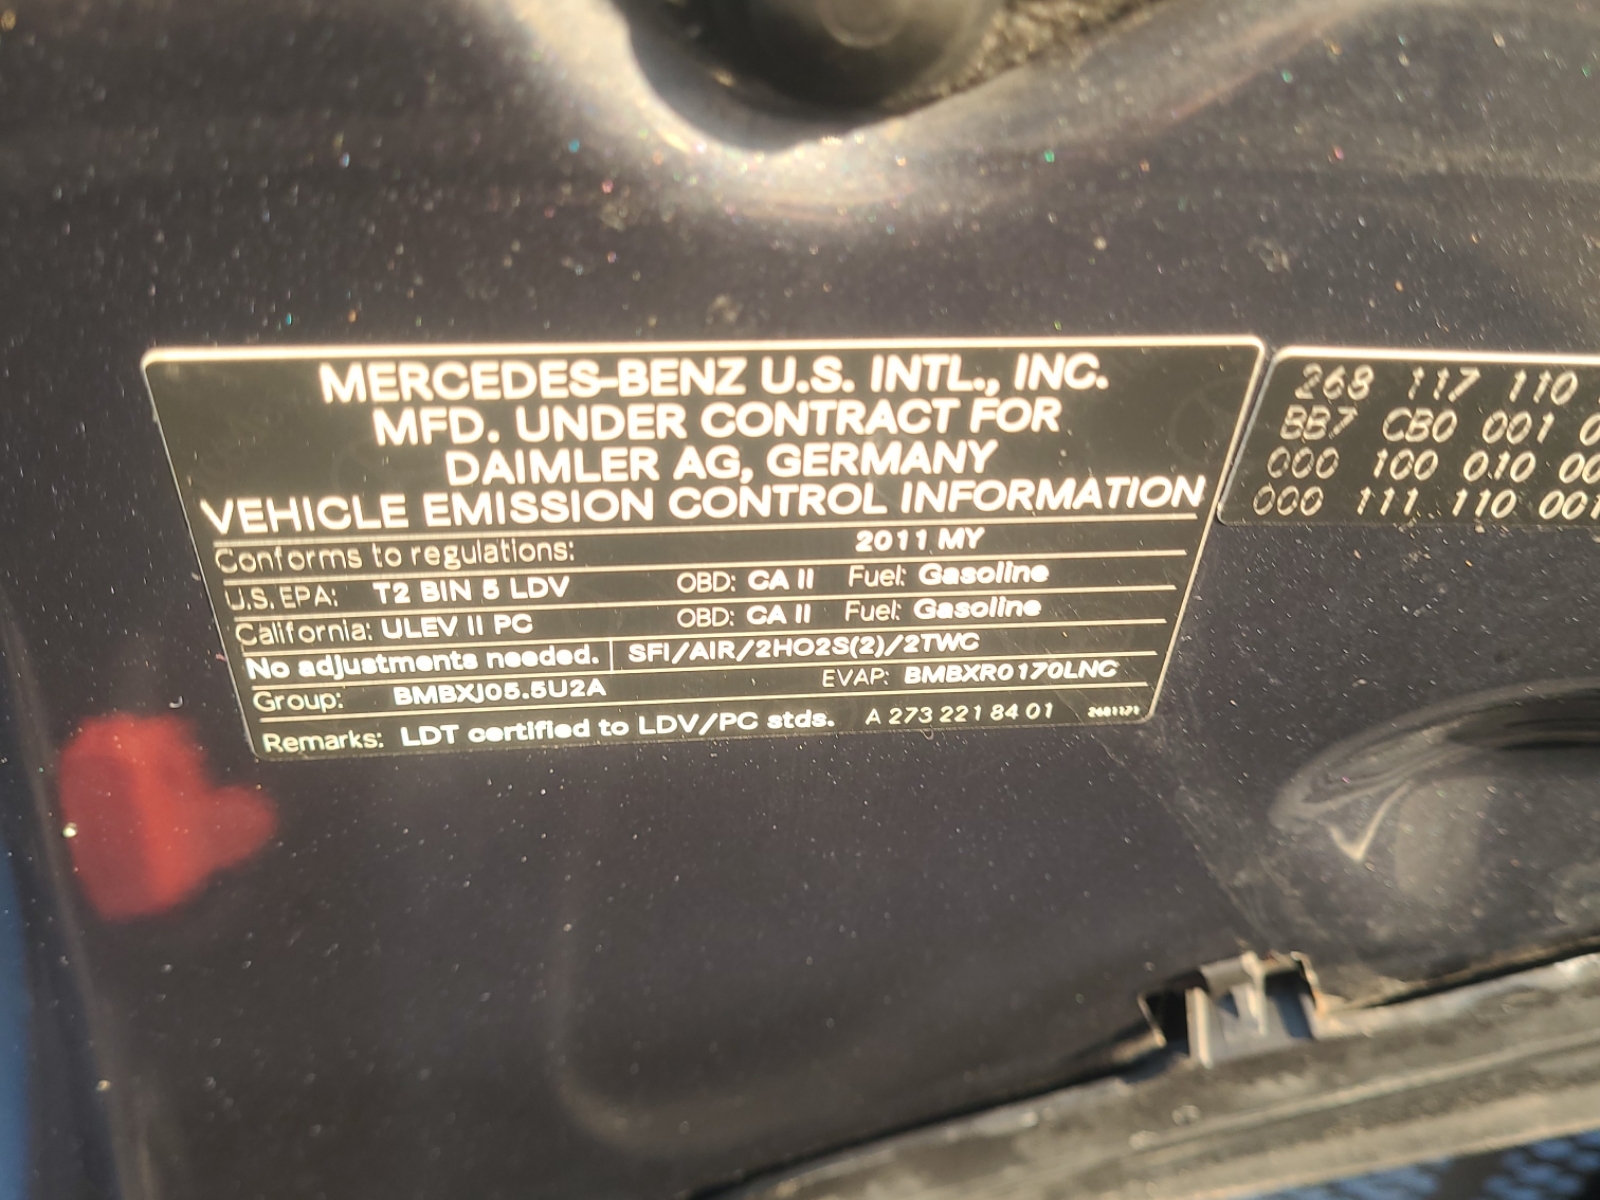 MERCEDES-BENZ U.S. INTL., INC.
MFD. UNDER CONTRACT FOR
DAIMLER AG, GERMANY
VEHICLE EMISSION CONTROL INFORMATION
Conforms to regulations: 2011 MY
U.S. EPA: T2 BIN 5 LDV OBD: CA II Fuel: Gasoline
California: ULEV II PC OBD: CA II Fuel: Gasoline
No adjustments needed. SFI/AIR/2HO2S(2)/2TWC
Group: BMBXJ05.5U2A EVAP: BMBXR0170LNC
Remarks: LDT certified to LDV/PC stds. A 273 221 84 01
268 117 110
BB7 CB0 001
000 100 010 00
000 111 110 001